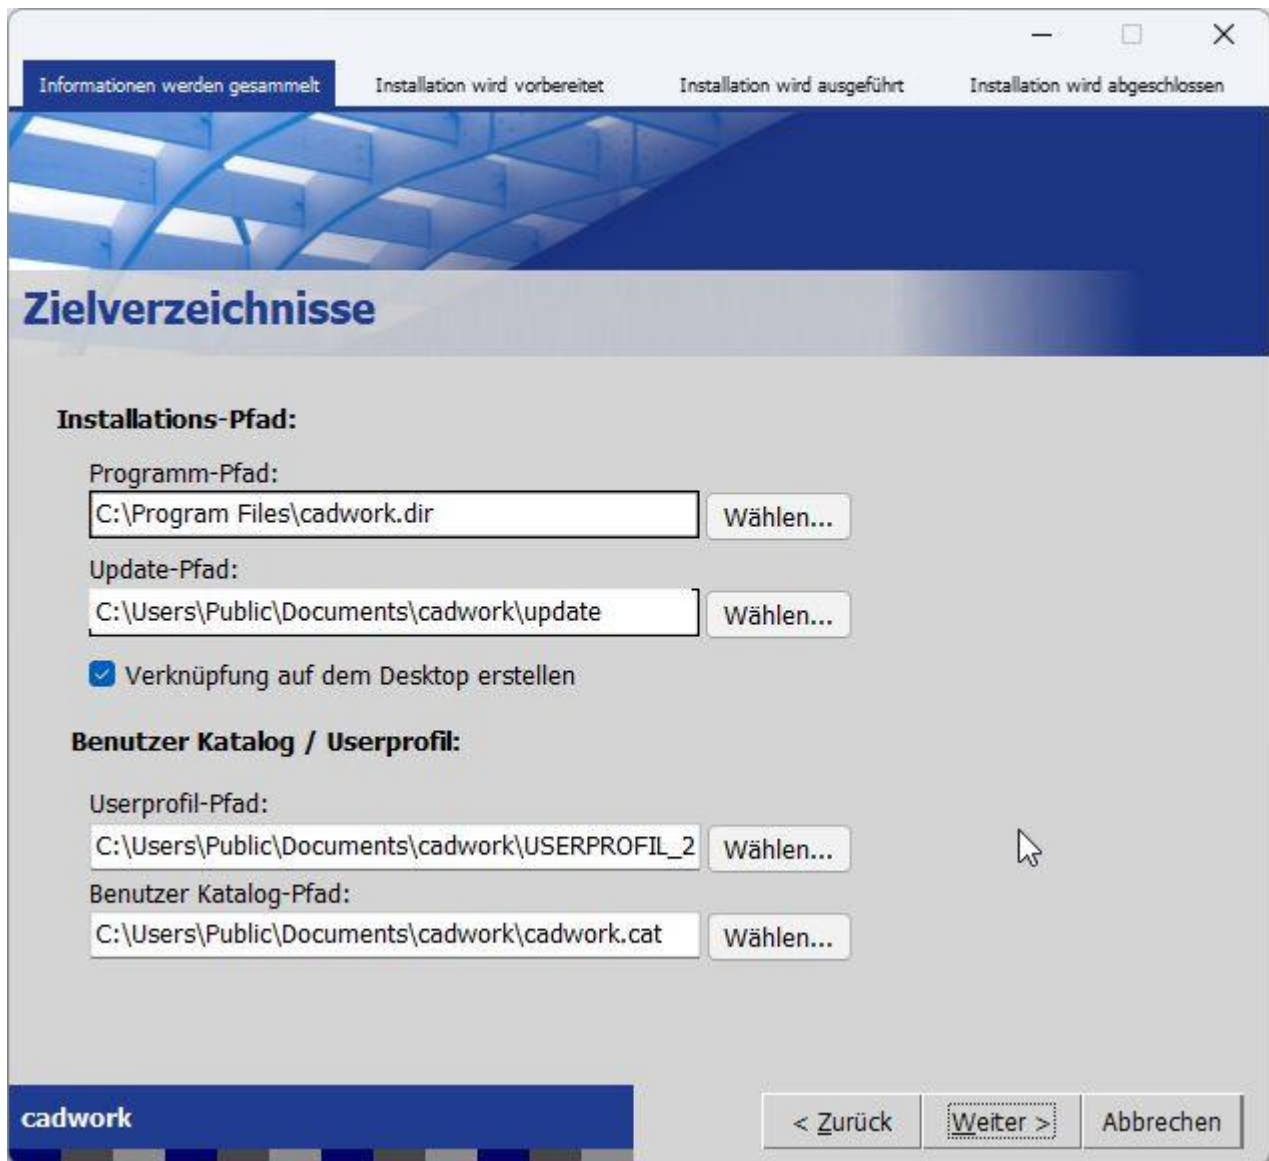 Informationen werden gesammelt Installation wird vorbereitet Installation wird ausgeführt Installation wird abgeschlossen
Zielverzeichnisse
Installations-Pfad:
Programm-Pfad:
C:\Program Files\cadwork.dir Wählen...
Update-Pfad:
C:\Users\Public\Documents\cadwork\update Wählen...
Verknüpfung auf dem Desktop erstellen
Benutzer Katalog / Userprofil:
Userprofil-Pfad:
C:\Users\Public\Documents\cadwork\USERPROFIL_2 Wählen...
Benutzer Katalog-Pfad:
C:\Users\Public\Documents\cadwork\cadwork.cat Wählen...
cadwork < Zurück Weiter > Abbrechen